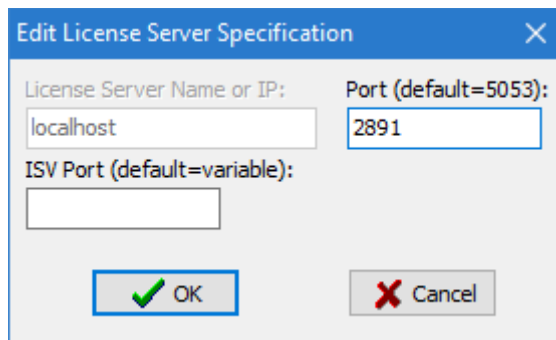 Edit License Server Specification
License Server Name or IP: Port (default=5053):
localhost 2891
ISV Port (default=variable):
OK Cancel